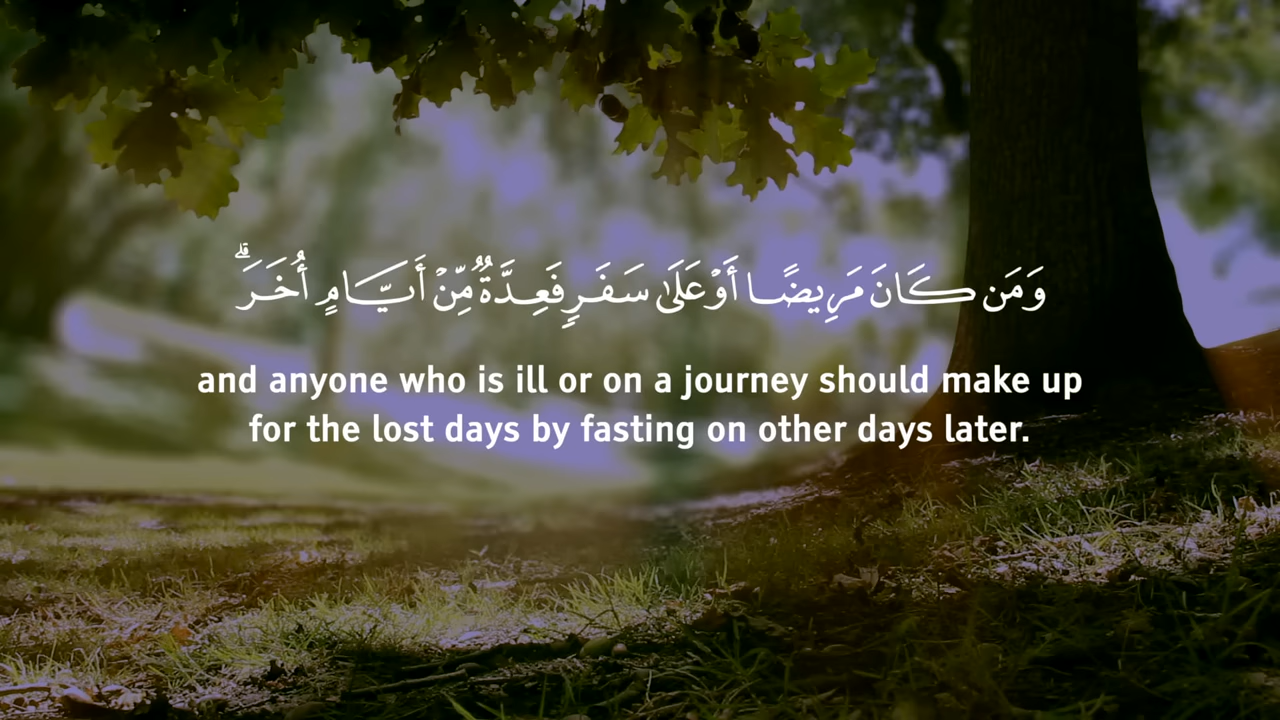 وَمَن كَانَ مَرِيضًا أَوْ عَلَىٰ سَفَرٍ فَعِدَّةٌ مِّنْ أَيَّامٍ أُخَرَ ۗ
and anyone who is ill or on a journey should make up
for the lost days by fasting on other days later.